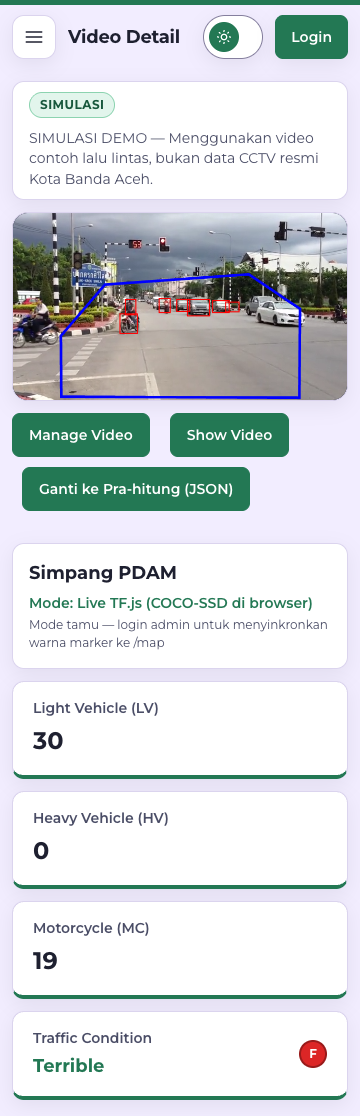 Video Detail
Login
SIMULASI
SIMULASI DEMO — Menggunakan video
contoh lalu lintas, bukan data CCTV resmi
Kota Banda Aceh.
Manage Video
Show Video
Ganti ke Pra-hitung (JSON)
Simpang PDAM
Mode: Live TF.js (COCO-SSD di browser)
Mode tamu — login admin untuk menyinkronkan
warna marker ke /map
Light Vehicle (LV)
30
Heavy Vehicle (HV)
0
Motorcycle (MC)
19
Traffic Condition
F
Terrible